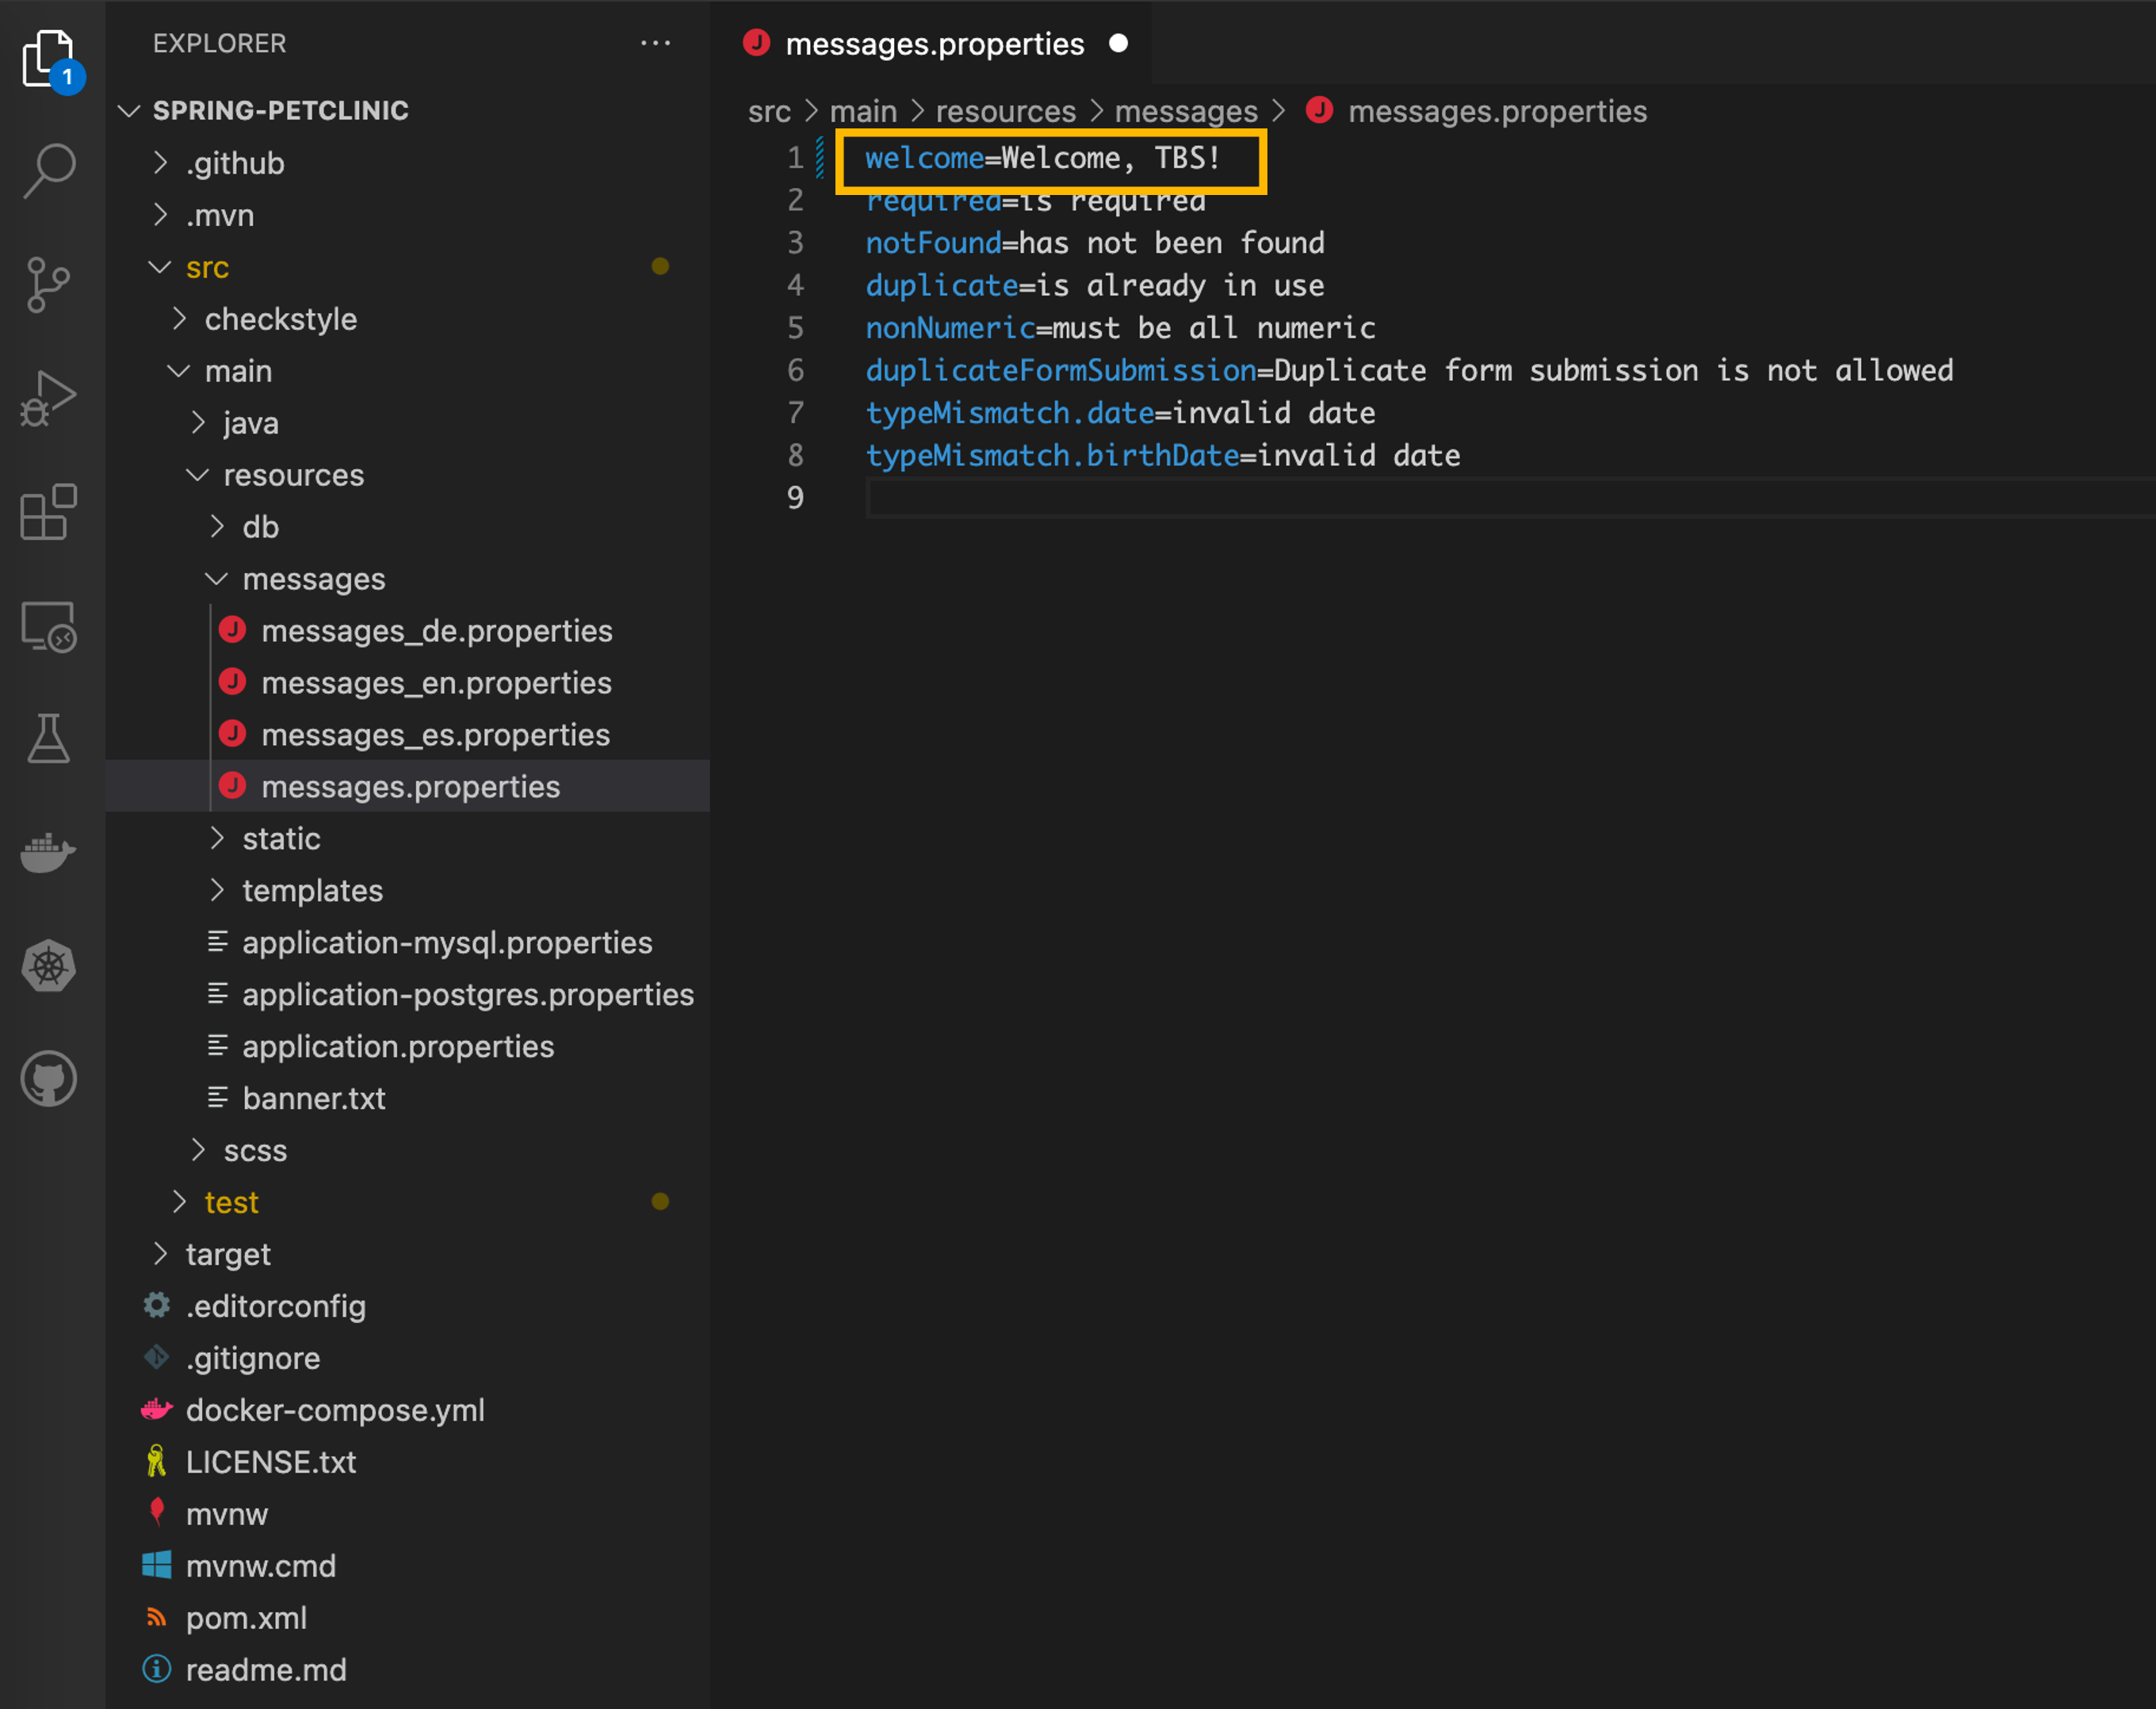 EXPLORER
1
SPRING-PETCLINIC
.github
.mvn
src
checkstyle
main
java
resources
db
messages
messages_de.properties
messages_en.properties
messages_es.properties
messages.properties
static
templates
application-mysql.properties
application-postgres.properties
application.properties
banner.txt
scss
test
target
.editorconfig
.gitignore
docker-compose.yml
LICENSE.txt
mvnw
mvnw.cmd
pom.xml
readme.md
messages.properties
src > main > resources > messages > messages.properties
1 welcome=Welcome, TBS!
2 required=is required
3 notFound=has not been found
4 duplicate=is already in use
5 nonNumeric=must be all numeric
6 duplicateFormSubmission=Duplicate form submission is not allowed
7 typeMismatch.date=invalid date
8 typeMismatch.birthDate=invalid date
9